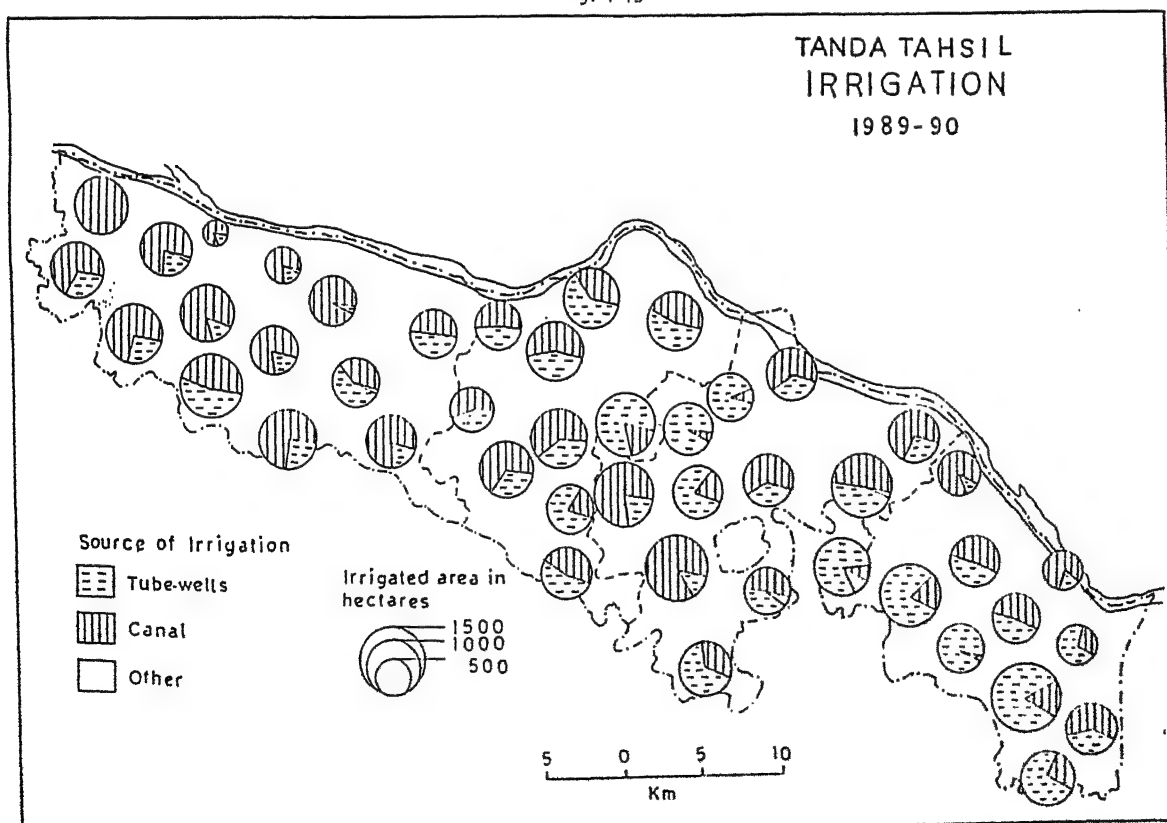 TANDA TAHSIL
IRRIGATION
1989-90
Source of Irrigation
Tube-wells
Canal
Other
Irrigated area in
hectares
1500
1000
500
5 0 5 10
Km